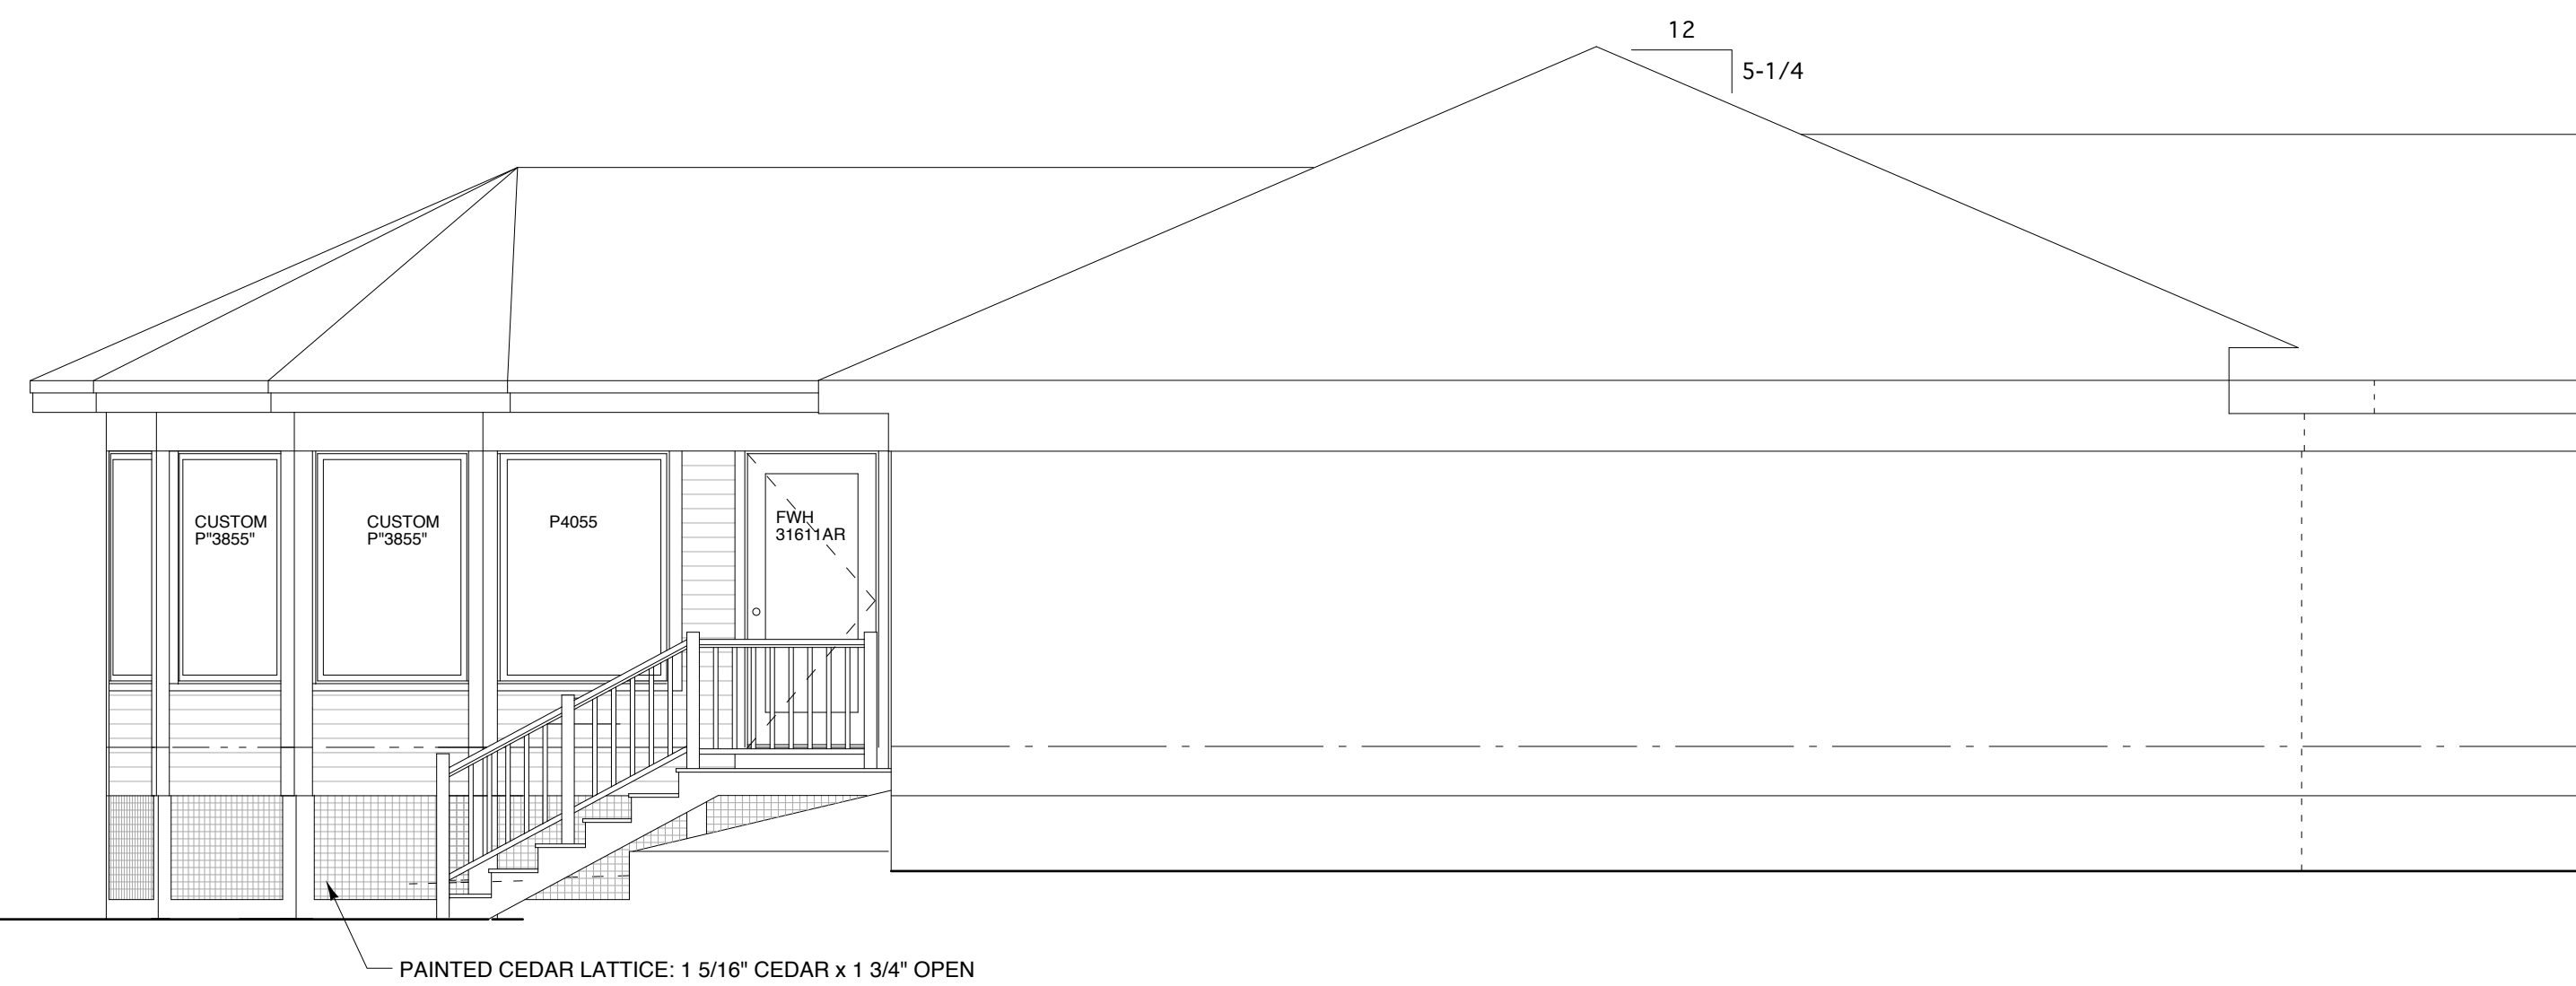 12
5-1/4
CUSTOM
P"3855"
CUSTOM
P"3855"
P4055
FWH
31611AR
PAINTED CEDAR LATTICE: 1 5/16" CEDAR x 1 3/4" OPEN